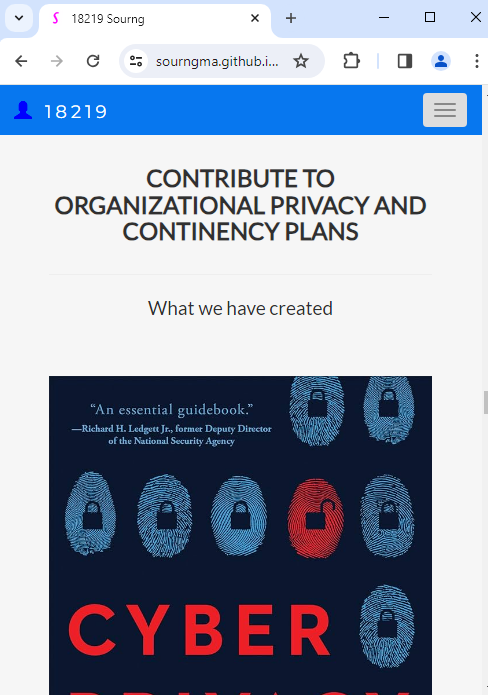 18219 Sourng
sourngma.github.i...
18219
CONTRIBUTE TO
ORGANIZATIONAL PRIVACY AND
CONTINENCY PLANS
What we have created
“An essential guidebook.”
—Richard H. Ledgett Jr., former Deputy Director
of the National Security Agency
CYBER
PRIVACY